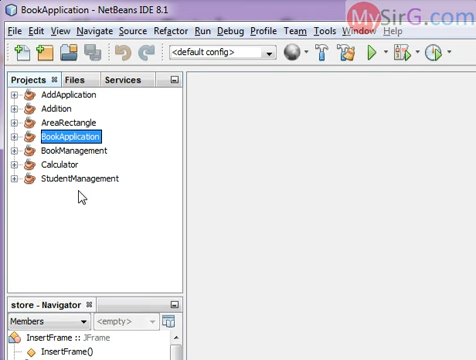 BookApplication - NetBeans IDE 8.1
MySirG.com
File Edit View Navigate Source Refactor Run Debug Profile Team Tools Window Help
<default config>
Projects Files Services
AddApplication
Addition
AreaRectangle
BookApplication
BookManagement
Calculator
StudentManagement
store - Navigator
Members <empty>
InsertFrame :: JFrame
InsertFrame()